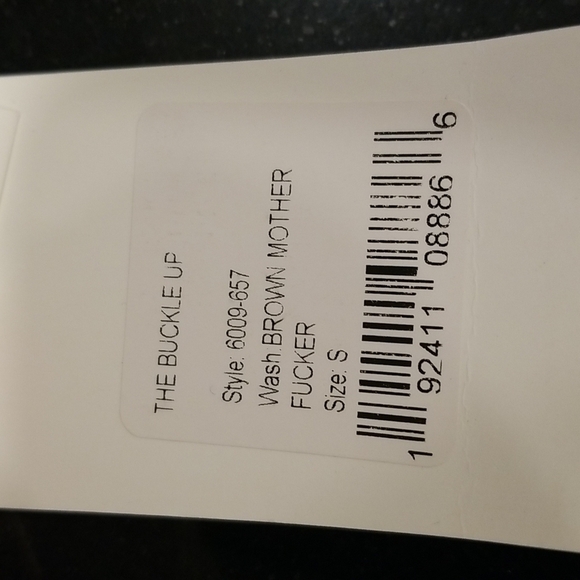 THE BUCKLE UP
Style: 6009-657
Wash:BROWN MOTHER
FUCKER
Size: S
1 92411 08886 6